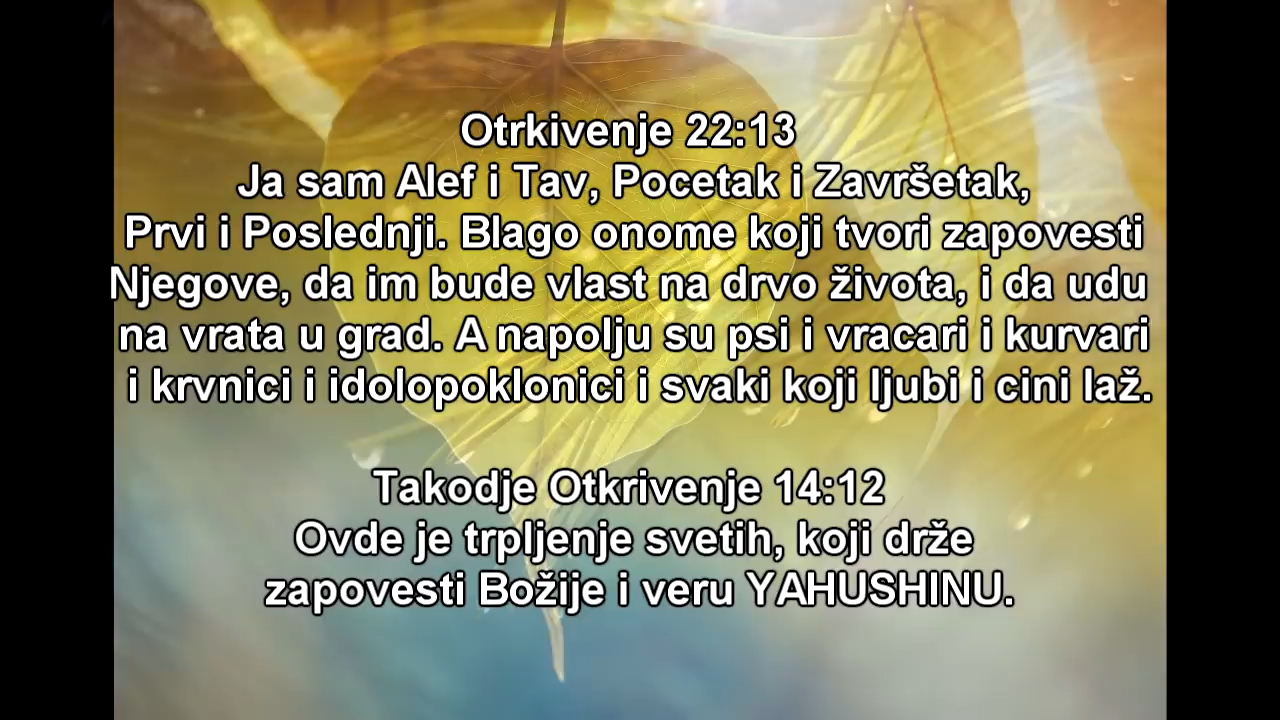 Otrkivenje 22:13
Ja sam Alef i Tav, Pocetak i Završetak,
Prvi i Poslednji. Blago onome koji tvori zapovesti
Njegove, da im bude vlast na drvo života, i da udu
na vrata u grad. A napolju su psi i vracari i kurvari
i krvnici i idolopoklonici i svaki koji ljubi i cini laž.
Takodje Otkrivenje 14:12
Ovde je trpljenje svetih, koji drže
zapovesti Božije i veru YAHUSHINU.